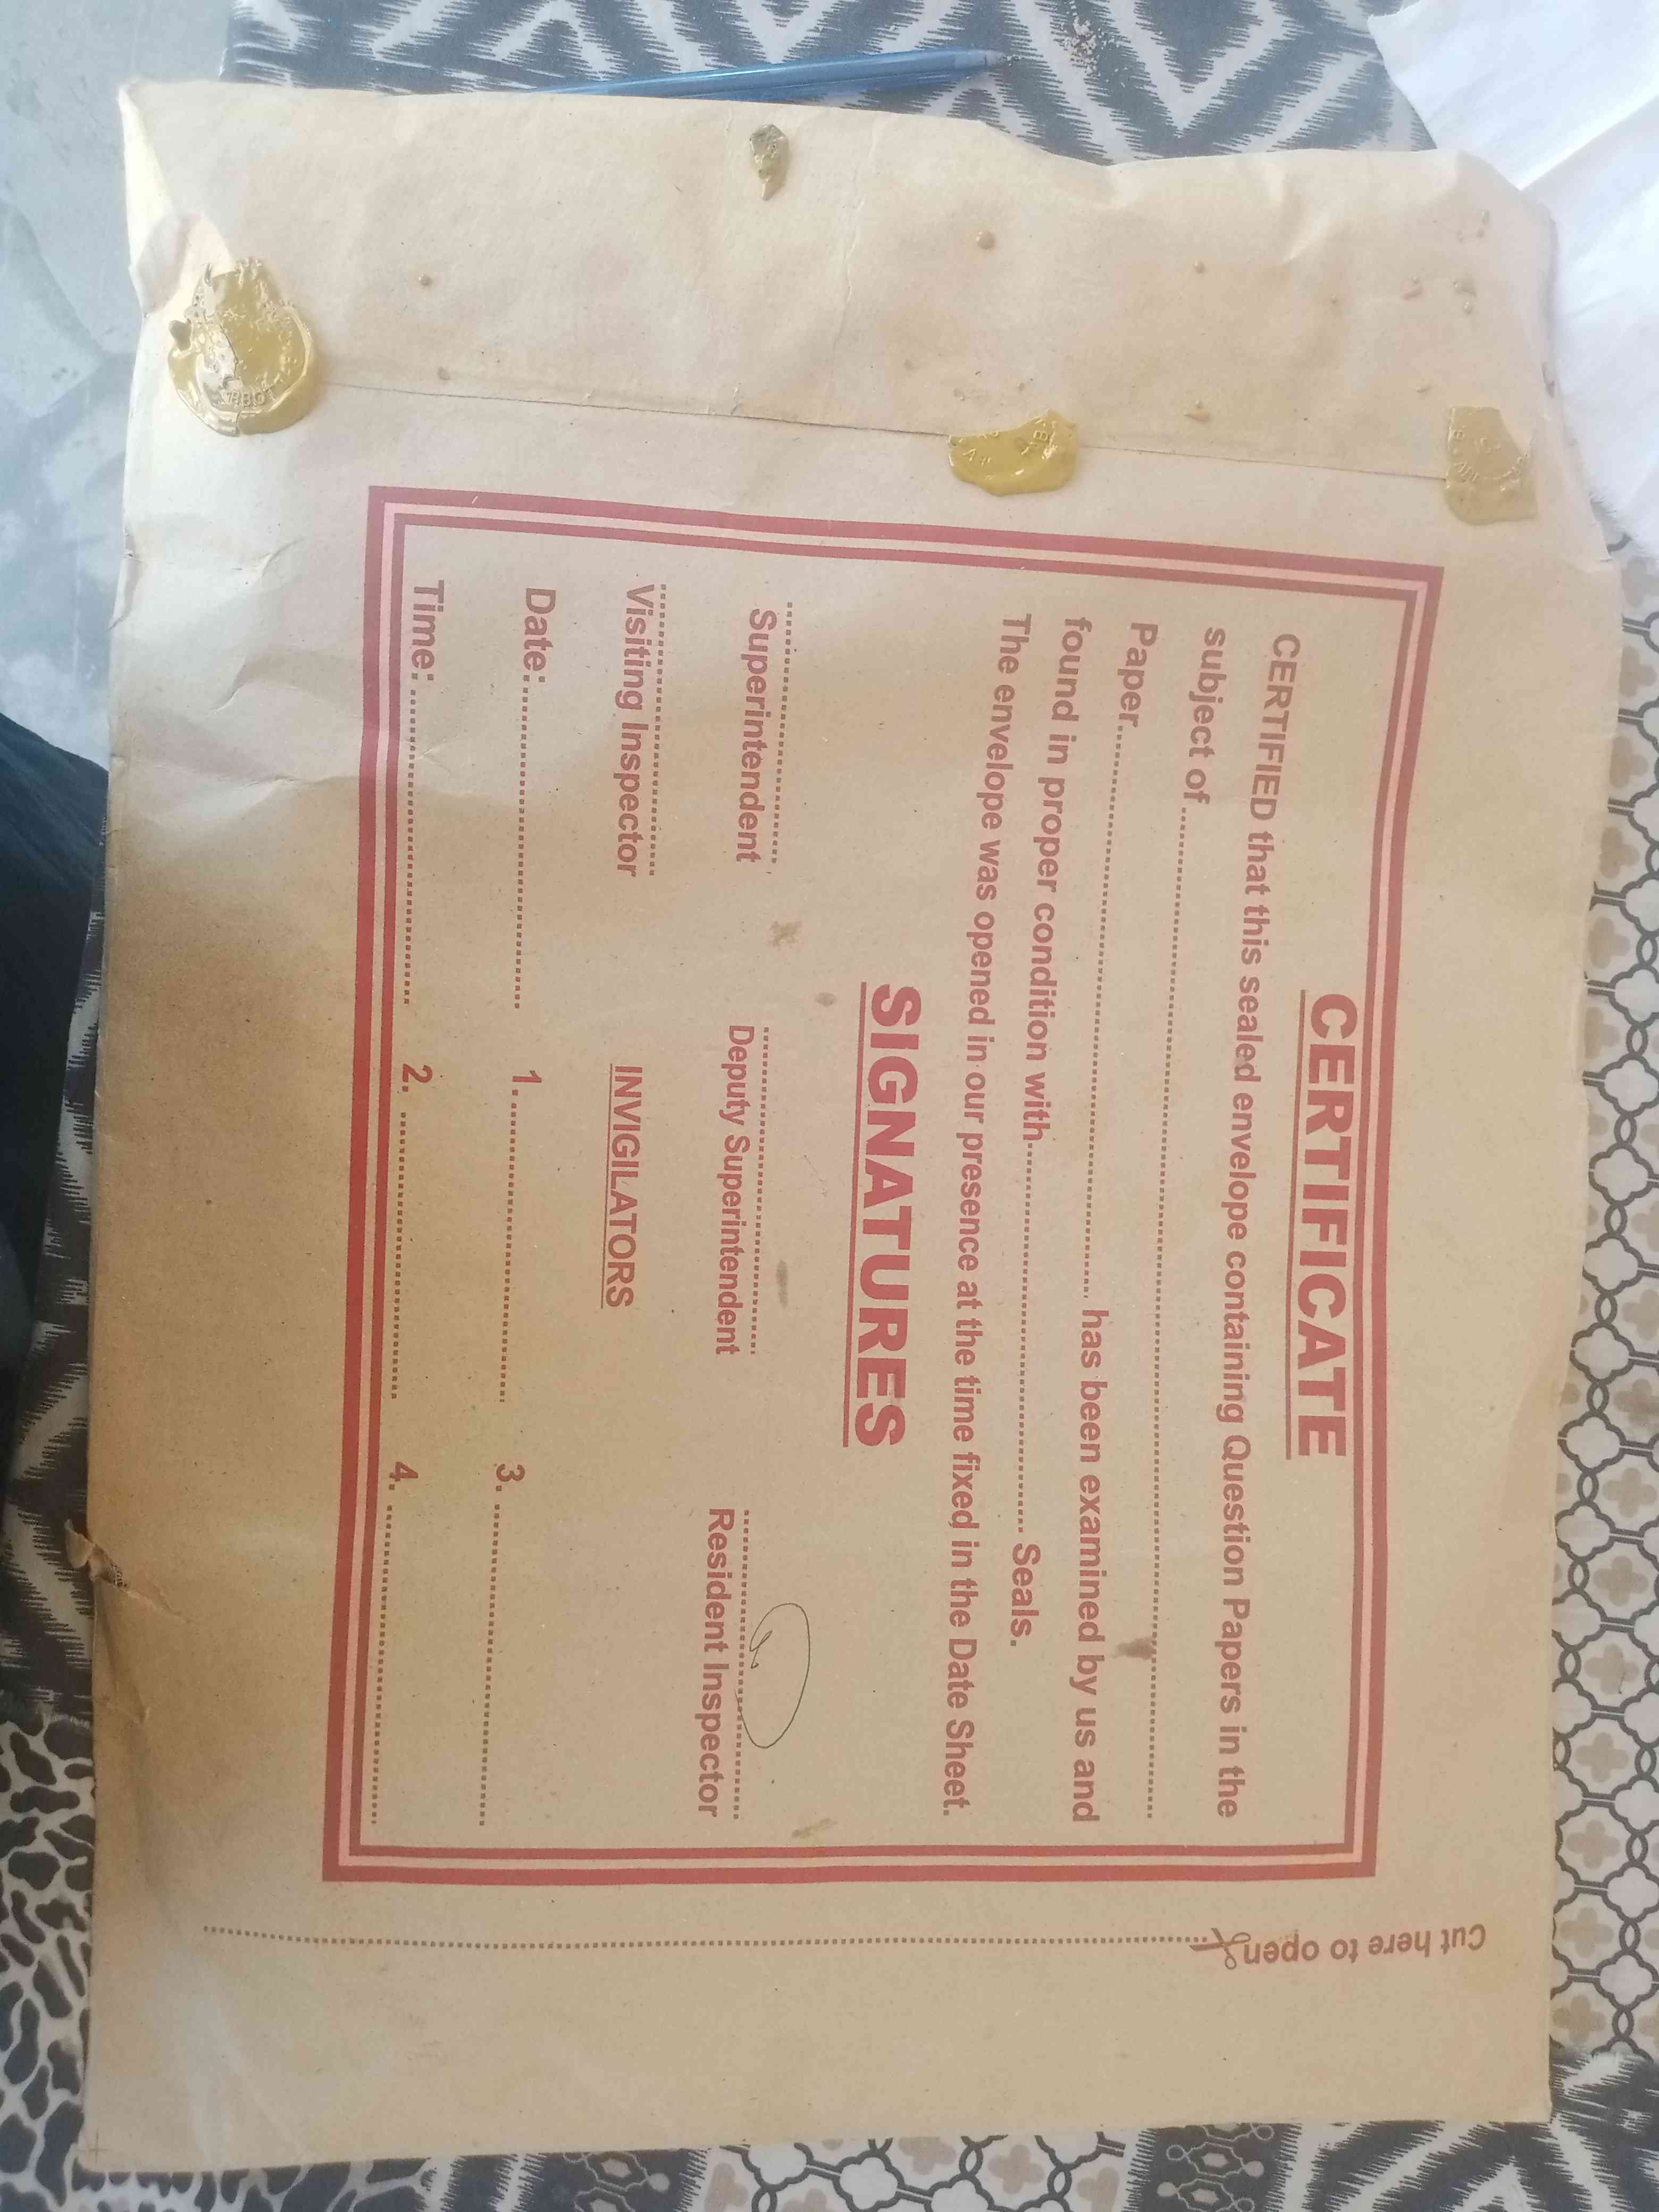 CERTIFICATE
CERTIFIED that this sealed envelope containing Question Papers in the
subject of................................................................
Paper................................................ has been examined by us and
found in proper condition with.................................... Seals.
The envelope was opened in our presence at the time fixed in the Date Sheet.
SIGNATURES
Superintendent Deputy Superintendent Resident Inspector
Visiting Inspector INVIGILATORS
Date:............................ 1............................ 3............................
Time:............................ 2............................ 4............................
Cut here to open